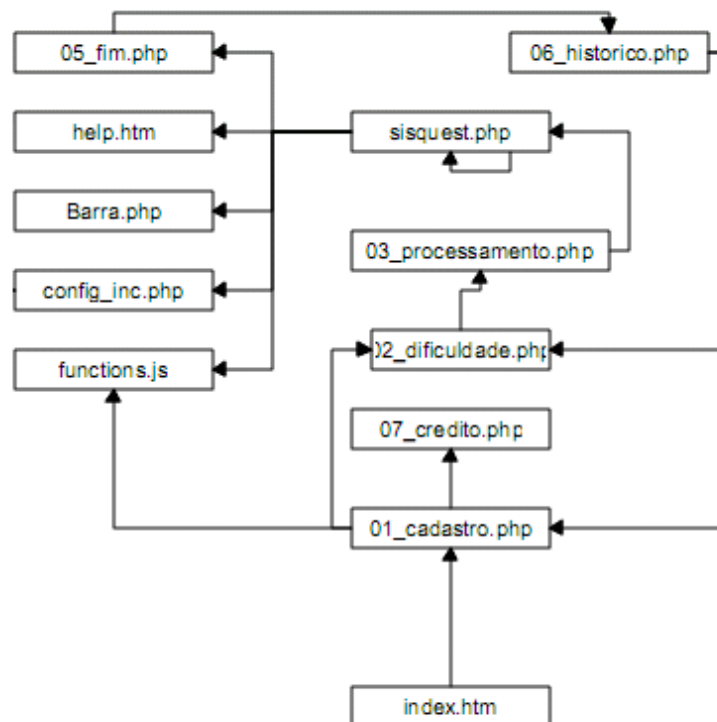 05_fim.php
06_historico.php
help.htm
sisquest.php
Barra.php
03_processamento.php
config_inc.php
02_dificuldade.php
functions.js
07_credito.php
01_cadastro.php
index.htm